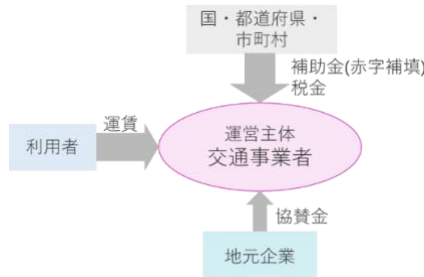 国・都道府県・
市町村
補助金(赤字補填)
税金
運賃
利用者
運営主体
交通事業者
協賛金
地元企業